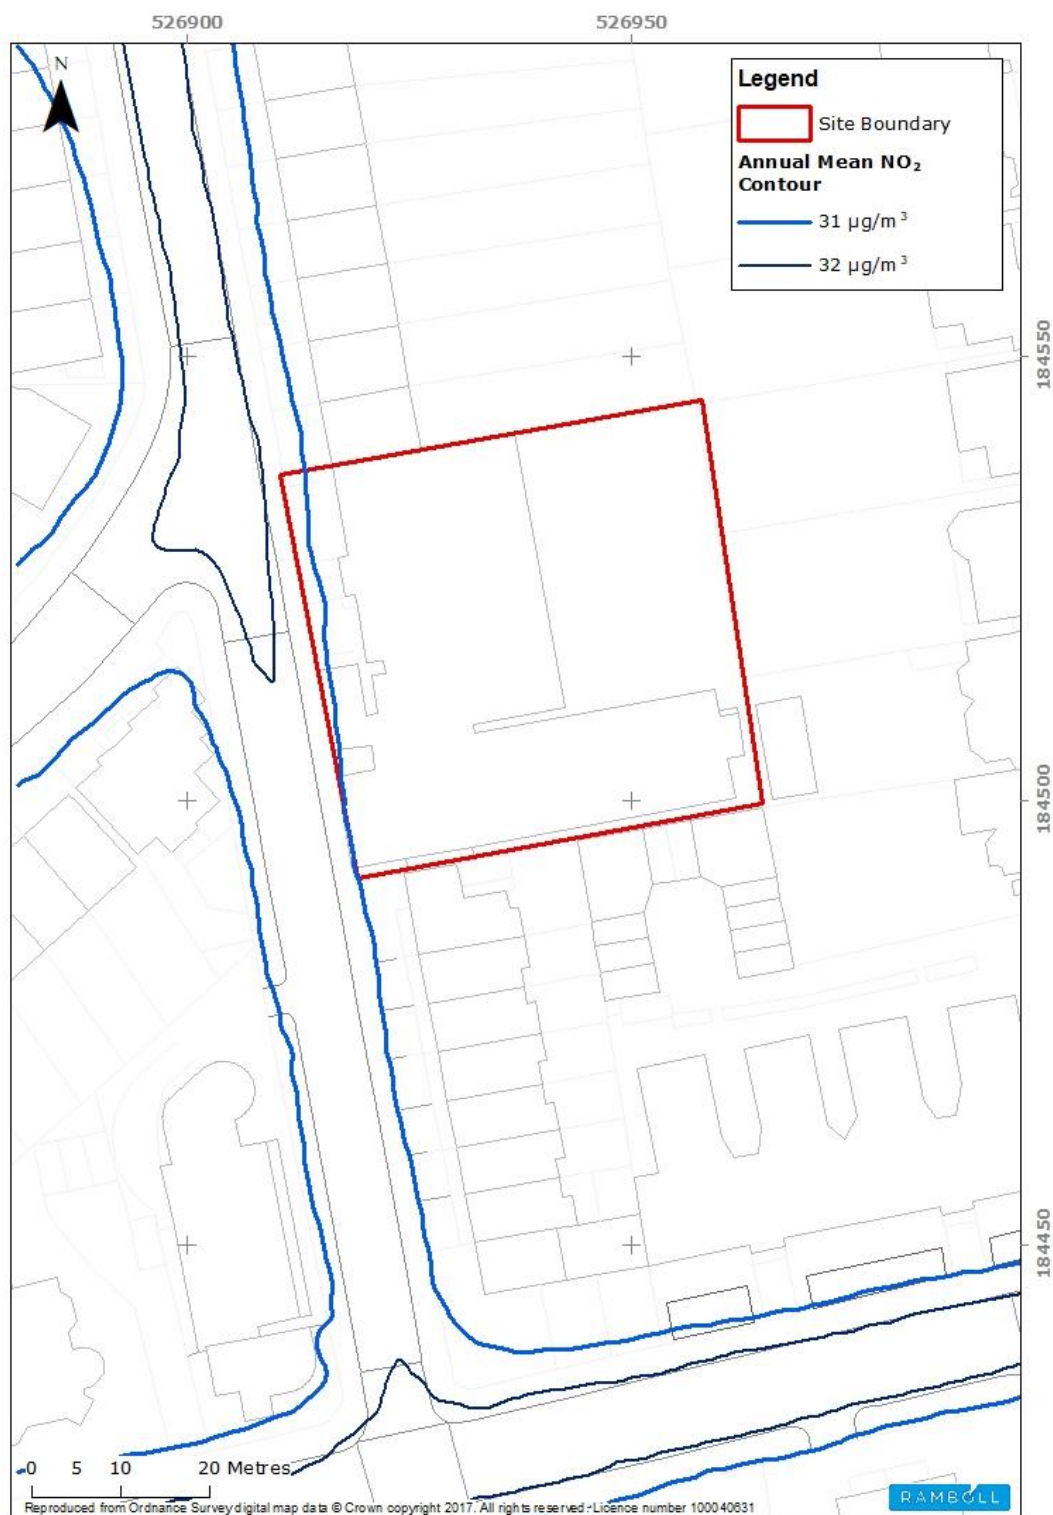 526900 526950
N
Legend
Site Boundary
Annual Mean NO₂
Contour
31 µg/m³
32 µg/m³
184550
184500
184450
0 5 10 20 Metres
Reproduced from Ordnance Survey digital map data © Crown copyright 2017. All rights reserved. Licence number 100040631
RAMBOLL